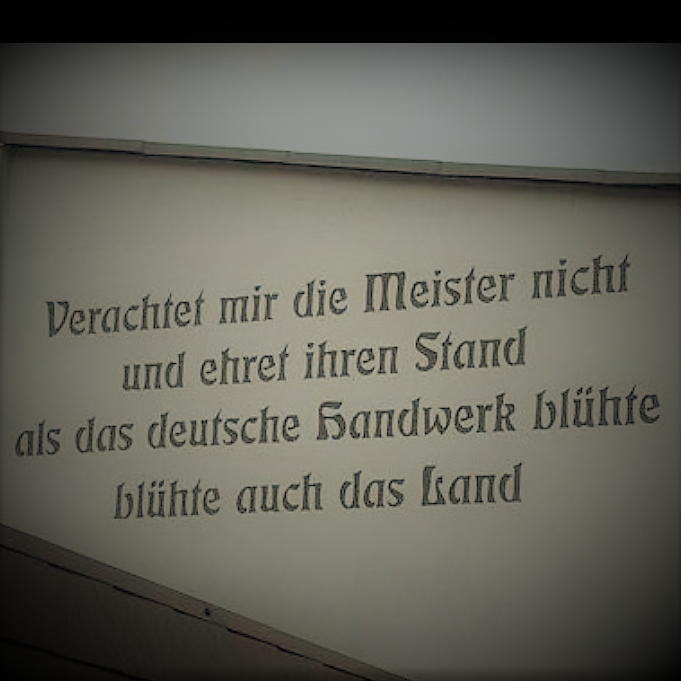 Verachtet mir die Meister nicht
und ehret ihren Stand
als das deutsche Handwerk blühte
blühte auch das Land